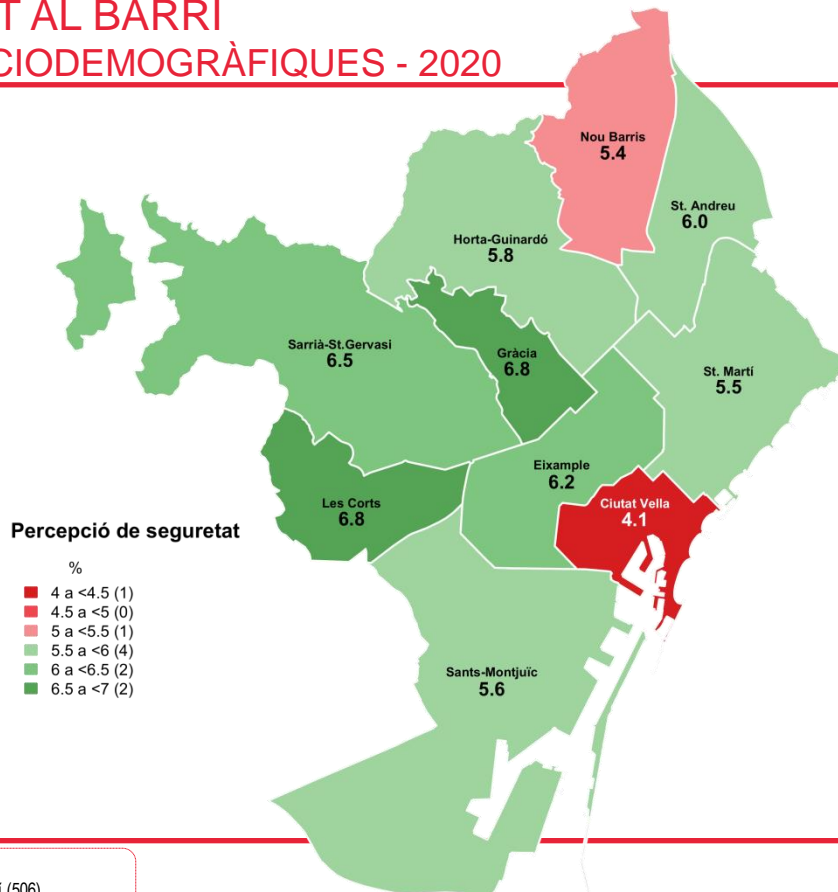 T AL BARRI
CIODEMOGRÀFIQUES - 2020
Nou Barris
5.4
St. Andreu
6.0
Horta-Guinardó
5.8
Sarrià-St.Gervasi
6.5
Gràcia
6.8
St. Martí
5.5
Eixample
6.2
Les Corts
6.8
Ciutat Vella
4.1
Sants-Montjuïc
5.6
Percepció de seguretat
%
4 a <4.5 (1)
4.5 a <5 (0)
5 a <5.5 (1)
5.5 a <6 (4)
6 a <6.5 (2)
6.5 a <7 (2)
í (506)